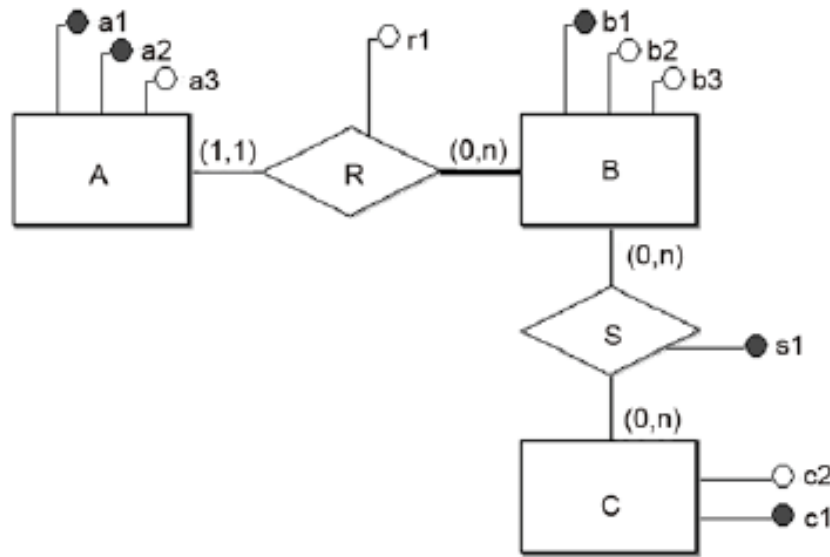 a1
a2
a3
r1
b1
b2
b3
A
(1,1)
R
(0,n)
B
(0,n)
S
s1
(0,n)
C
c2
c1